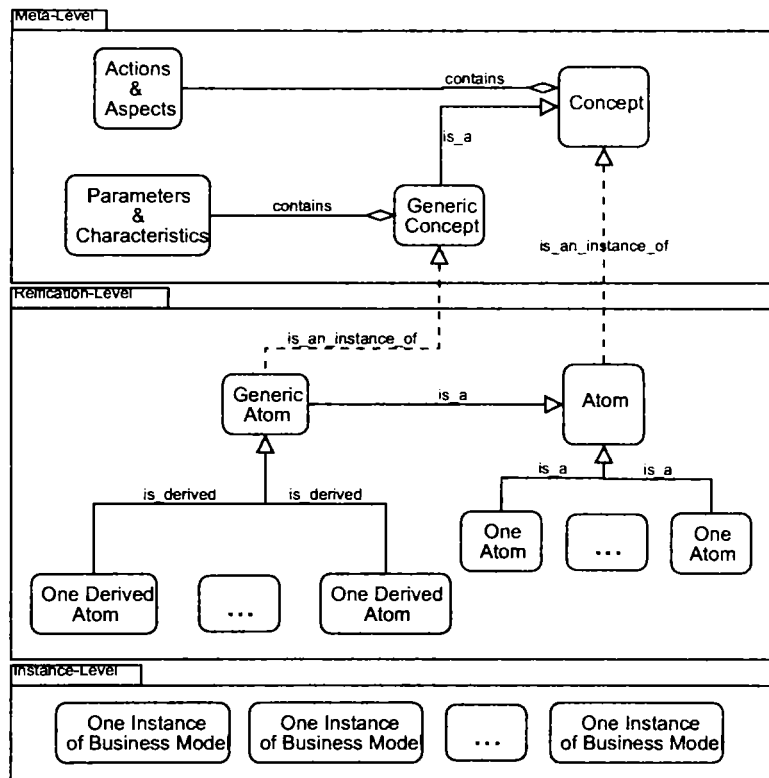 Meta-Level
Actions
&
Aspects
contains
Concept
is_a
Parameters
&
Characteristics
contains
Generic
Concept
is_an_instance_of
Reification-Level
is_an_instance_of
Generic
Atom
is_a
Atom
is_derived
is_derived
is_a
is_a
One
Atom
...
One
Atom
One Derived
Atom
...
One Derived
Atom
Instance-Level
One Instance
of Business Model
One Instance
of Business Model
...
One Instance
of Business Model